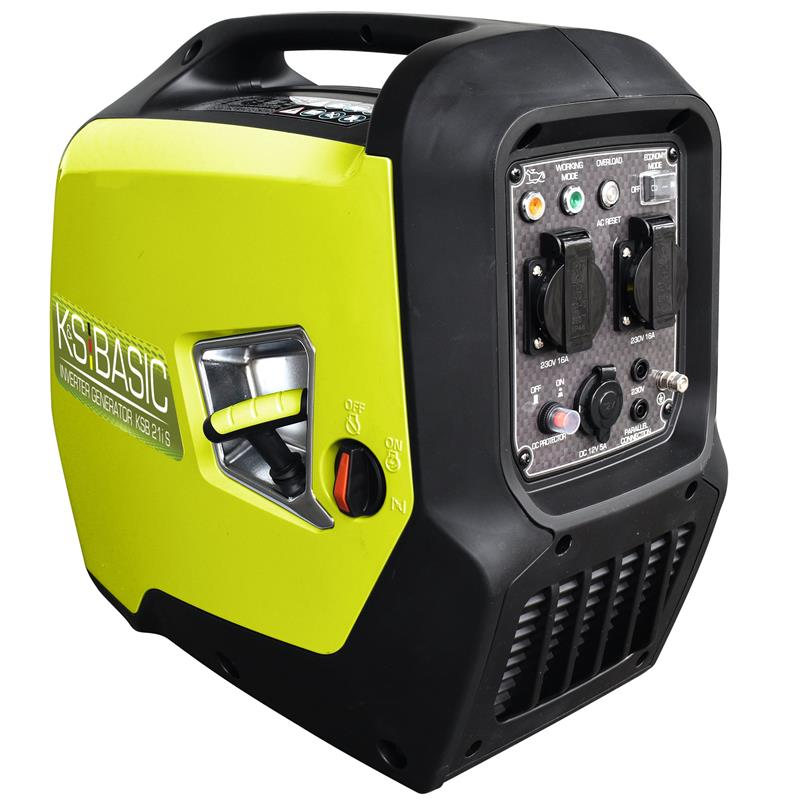 K&S BASIC
INVERTER GENERATOR KSB 21i S
OFF
ON
WORKING
MODE
OVERLOAD
ECONOMY
MODE
OFF
AC RESET
230V 16A
230V 16A
OFF
ON
230V
DC PROTECTOR
DC 12V 5A
PARALLEL
CONNECTION